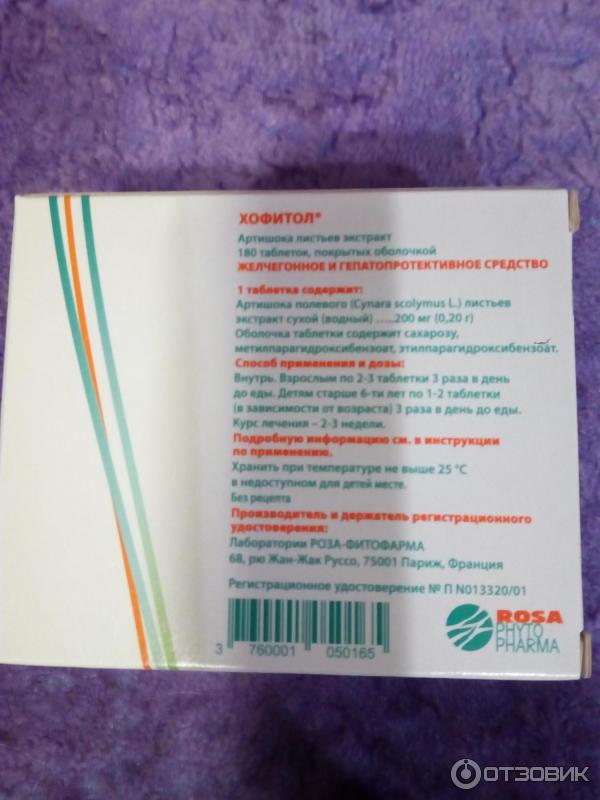 ХОФИТОЛ®
Артишока листьев экстракт
180 таблеток, покрытых оболочкой
ЖЕЛЧЕГОННОЕ И ГЕПАТОПРОТЕКТИВНОЕ СРЕДСТВО
1 таблетка содержит:
Артишока полевого (Cynara scolymus L.) листьев
экстракт сухой (водный) .....200 мг (0,20 г)
Оболочка таблетки содержит сахарозу,
метилпарагидроксибензоат, этилпарагидроксибензоат.
Способ применения и дозы:
Внутрь. Взрослым по 2-3 таблетки 3 раза в день
до еды. Детям старше 6-ти лет по 1-2 таблетки
(в зависимости от возраста) 3 раза в день до еды.
Курс лечения – 2-3 недели.
Подробную информацию см. в инструкции
по применению.
Хранить при температуре не выше 25 °С
в недоступном для детей месте.
Без рецепта
Производитель и держатель регистрационного
удостоверения:
Лаборатории РОЗА-ФИТОФАРМА
68, рю Жан-Жак Руссо, 75001 Париж, Франция
Регистрационное удостоверение № П N013320/01
3 760001 050165
ROSA
PHYTO
PHARMA
ОТЗОВИК